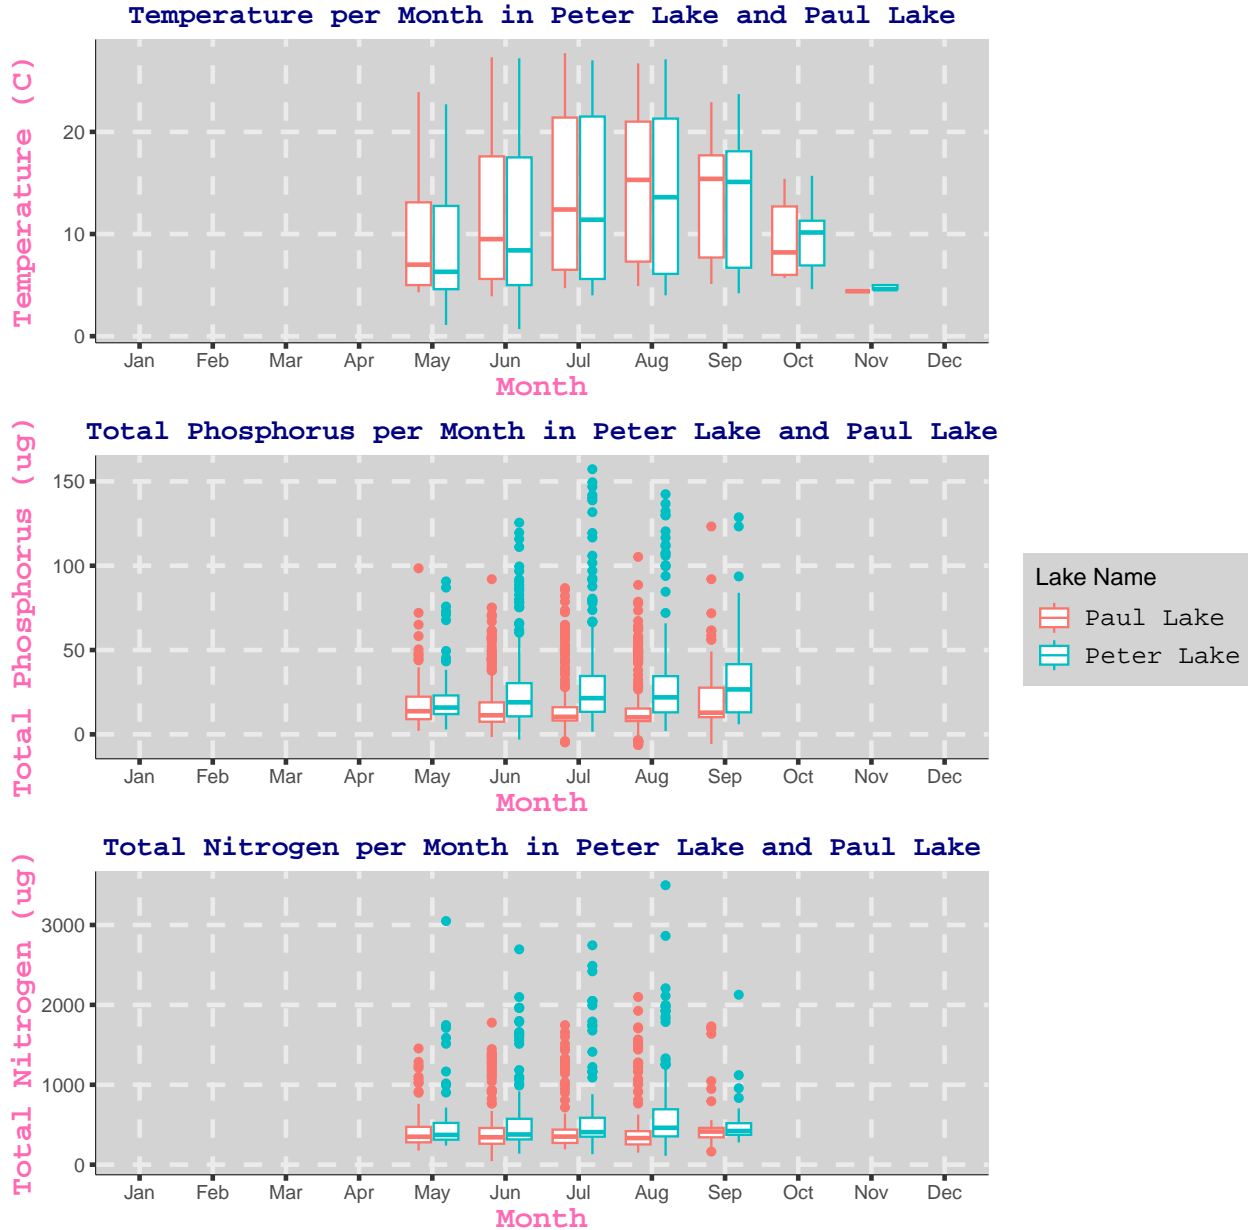 Temperature per Month in Peter Lake and Paul Lake
Temperature (C)
20
10
0
Jan Feb Mar Apr May Jun Jul Aug Sep Oct Nov Dec
Month
Total Phosphorus per Month in Peter Lake and Paul Lake
Total Phosphorus (ug)
150
100
50
0
Jan Feb Mar Apr May Jun Jul Aug Sep Oct Nov Dec
Month
Lake Name
Paul Lake
Peter Lake
Total Nitrogen per Month in Peter Lake and Paul Lake
Total Nitrogen (ug)
3000
2000
1000
0
Jan Feb Mar Apr May Jun Jul Aug Sep Oct Nov Dec
Month